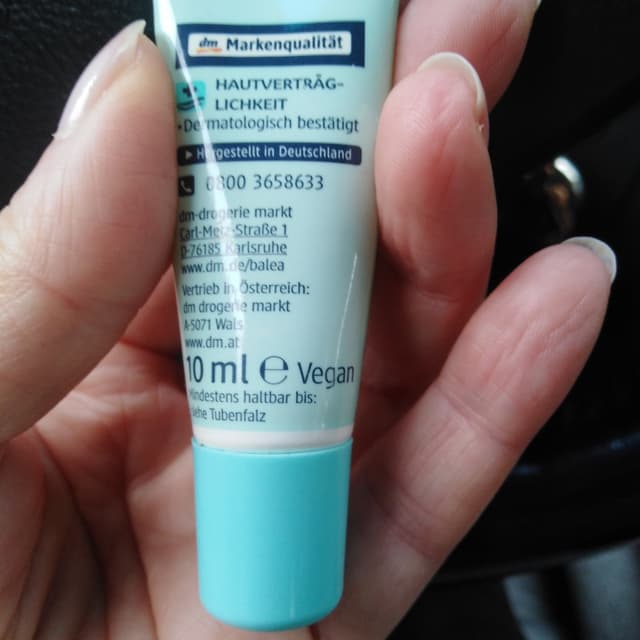 dm Markenqualität
HAUTVERTRÄG-
LICHKEIT
•Dermatologisch bestätigt
Hergestellt in Deutschland
0800 3658633
dm-drogerie markt
Carl-Metz-Straße 1
D-76185 Karlsruhe
www.dm.de/balea
Vertrieb in Österreich:
dm drogerie markt
A-5071 Wals
www.dm.at
10 ml e Vegan
Mindestens haltbar bis:
siehe Tubenfalz